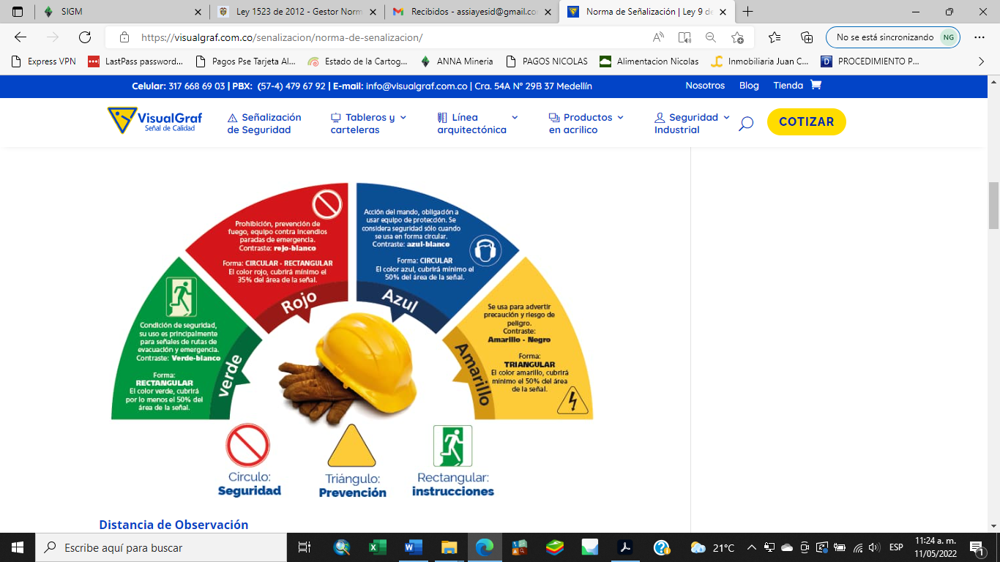 SIGM
Ley 1523 de 2012 - Gestor Norm
Recibidos - assiayesid@gmail.co
Norma de Señalización | Ley 9 de
https://visualgraf.com.co/senalizacion/norma-de-senalizacion/
No se está sincronizando
NG
Express VPN
LastPass password...
Pagos Pse Tarjeta Al...
Estado de la Cartog...
ANNA Mineria
PAGOS NICOLAS
Alimentacion Nicolas
Inmobiliaria Juan C...
PROCEDIMIENTO P...
Celular: 317 668 69 03 | PBX: (57-4) 479 67 92 | E-mail: info@visualgraf.com.co | Cra. 54A N° 29B 37 Medellín
Nosotros
Blog
Tienda
VisualGraf
Señal de Calidad
Señalización
de Seguridad
Tableros y
carteleras
Línea
arquitectónica
Productos
en acrilico
Seguridad
Industrial
COTIZAR
Condición de seguridad,
su uso es principalmente
para señales de rutas de
evacuación y emergencia.
Contraste: Verde-blanco
Forma:
RECTANGULAR
El color verde, cubrirá
por lo menos el 50% del
área de la señal.
verde
Prohibición, prevención de
fuego, equipo contra incendios
paradas de emergencia.
Contraste: rojo-blanco
Forma: CIRCULAR - RECTANGULAR
El color rojo, cubrirá mínimo el
35% del área de la señal.
Rojo
Acción del mando, obligación a
usar equipo de protección. Se
considera seguridad sólo cuando
se usa en forma circular.
Contraste: azul-blanco
Forma: CIRCULAR
El color azul, cubrirá mínimo el
50% del área de la señal.
Azul
Se usa para advertir
precaución y riesgo de
peligro.
Contraste:
Amarillo - Negro
Forma:
TRIANGULAR
El color amarillo, cubrirá
mínimo el 50% del área
de la señal.
Amarillo
Circulo:
Seguridad
Triángulo:
Prevención
Rectangular:
instrucciones
Distancia de Observación
Escribe aquí para buscar
21°C
ESP
11:24 a. m.
11/05/2022
1